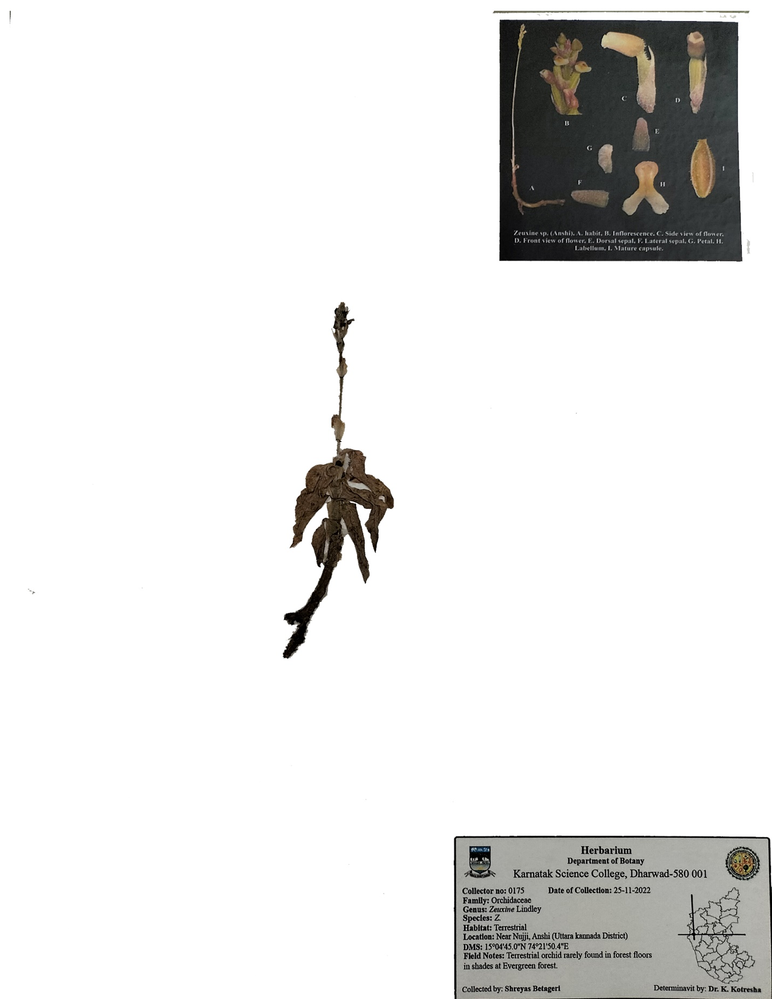 B
C
D
E
G
I
A
F
H
Zeuxine sp. (Anshi), A. habit, B. Inflorescence, C. Side view of flower,
D. Front view of flower, E. Dorsal sepal, F. Lateral sepal, G. Petal, H.
Labellum, I. Mature capsule.
Herbarium
Department of Botany
Karnatak Science College, Dharwad-580 001
Collector no: 0175 Date of Collection: 25-11-2022
Family: Orchidaceae
Genus: Zeuxine Lindley
Species: Z.
Habitat: Terrestrial
Location: Near Nujji, Anshi (Uttara kannada District)
DMS: 15°04'45.0"N 74°21'50.4"E
Field Notes: Terrestrial orchid rarely found in forest floors
in shades at Evergreen forest.
Collected by: Shreyas Betageri Determinavit by: Dr. K. Kotresha